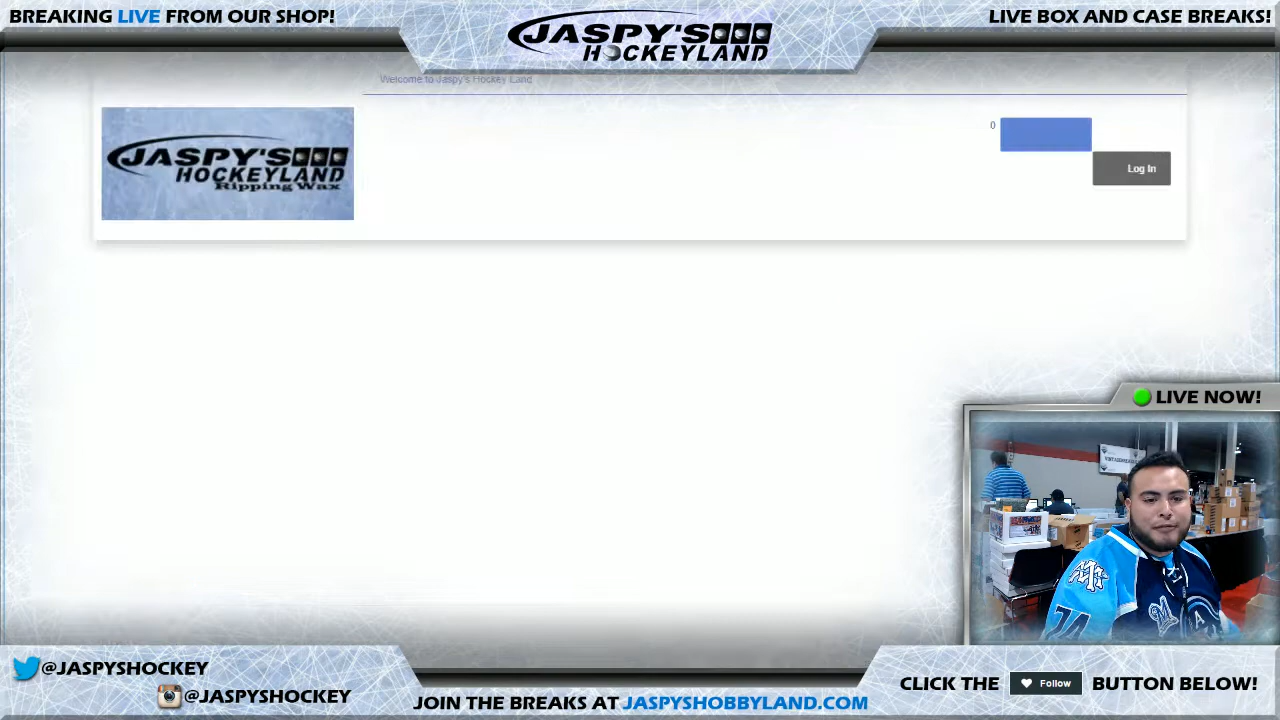 BREAKING LIVE FROM OUR SHOP!
JASPY'S
HOCKEYLAND
LIVE BOX AND CASE BREAKS!
Welcome to Jaspy's Hockey Land
JASPY'S
HOCKEYLAND
Ripping Wax
0
Log In
LIVE NOW!
@JASPYSHOCKEY
@JASPYSHOCKEY
JOIN THE BREAKS AT JASPYSHOBBYLAND.COM
CLICK THE Follow BUTTON BELOW!